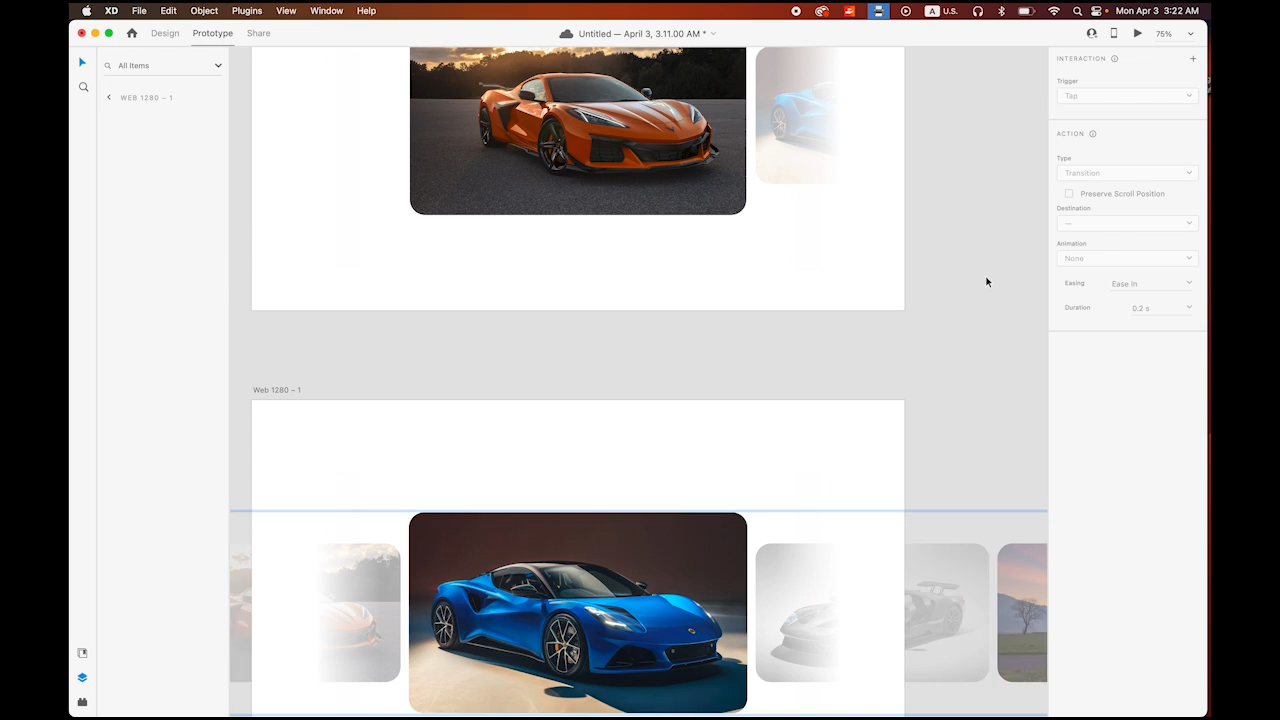 XD File Edit Object Plugins View Window Help
A U.S. Mon Apr 3 3:22 AM
Design Prototype Share
Untitled — April 3, 3.11.00 AM *
75%
All Items
WEB 1280 – 1
INTERACTION
Trigger
Tap
ACTION
Type
Transition
Preserve Scroll Position
Destination
—
Animation
None
Easing Ease In
Duration 0.2 s
Web 1280 – 1